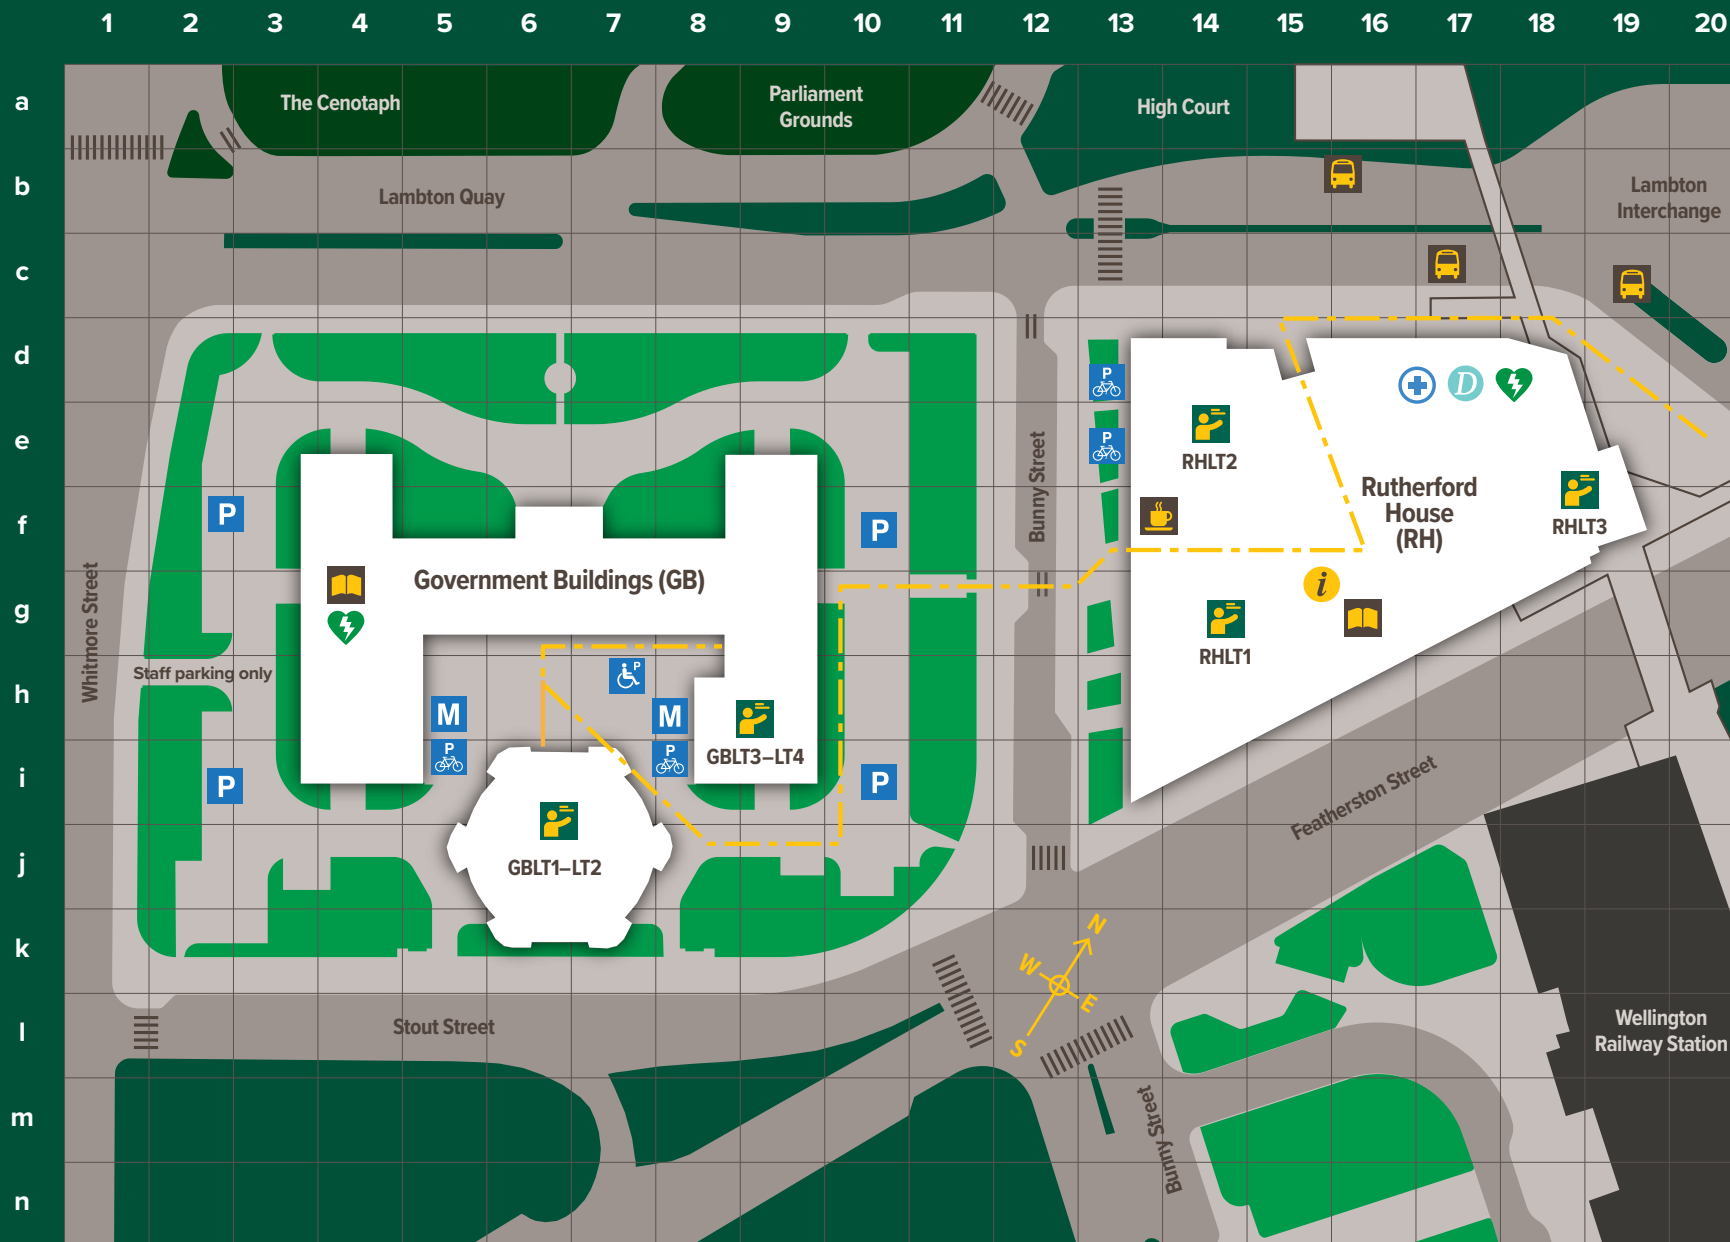 1 2 3 4 5 6 7 8 9 10 11 12 13 14 15 16 17 18 19 20
a
b
c
d
e
f
g
h
i
j
k
l
m
n
The Cenotaph
Parliament
Grounds
High Court
Lambton Quay
Lambton
Interchange
P
P
D
Bunny Street
RHLT2
Rutherford
House
(RH)
RHLT3
P
P
Whitmore Street
Government Buildings (GB)
i
RHLT1
Staff parking only
P
M
M
P
P
GBLT3–LT4
P
P
Featherston Street
GBLT1–LT2
N
W
E
S
Stout Street
Wellington
Railway Station
Bunny Street